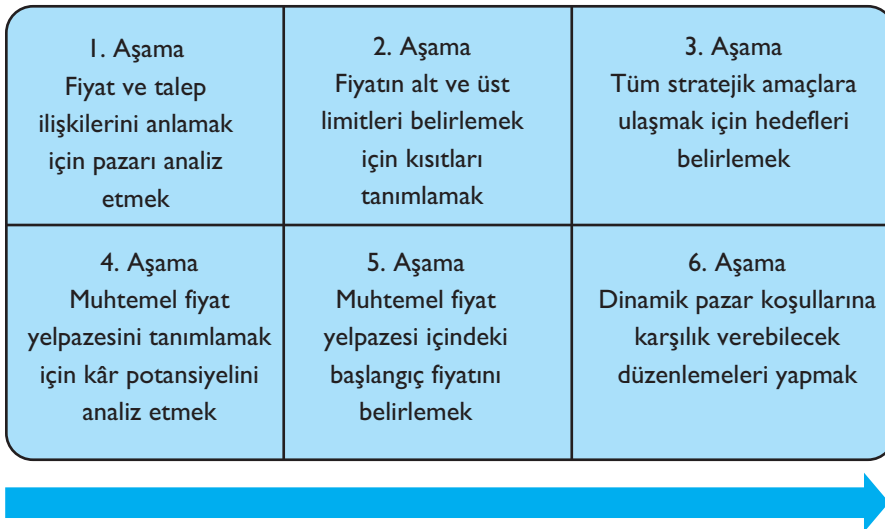 1. Aşama
Fiyat ve talep
ilişkilerini anlamak
için pazarı analiz
etmek
2. Aşama
Fiyatın alt ve üst
limitleri belirlemek
için kısıtları
tanımlamak
3. Aşama
Tüm stratejik amaçlara
ulaşmak için hedefleri
belirlemek
4. Aşama
Muhtemel fiyat
yelpazesini tanımlamak
için kâr potansiyelini
analiz etmek
5. Aşama
Muhtemel fiyat
yelpazesi içindeki
başlangıç fiyatını
belirlemek
6. Aşama
Dinamik pazar koşullarına
karşılık verebilecek
düzenlemeleri yapmak